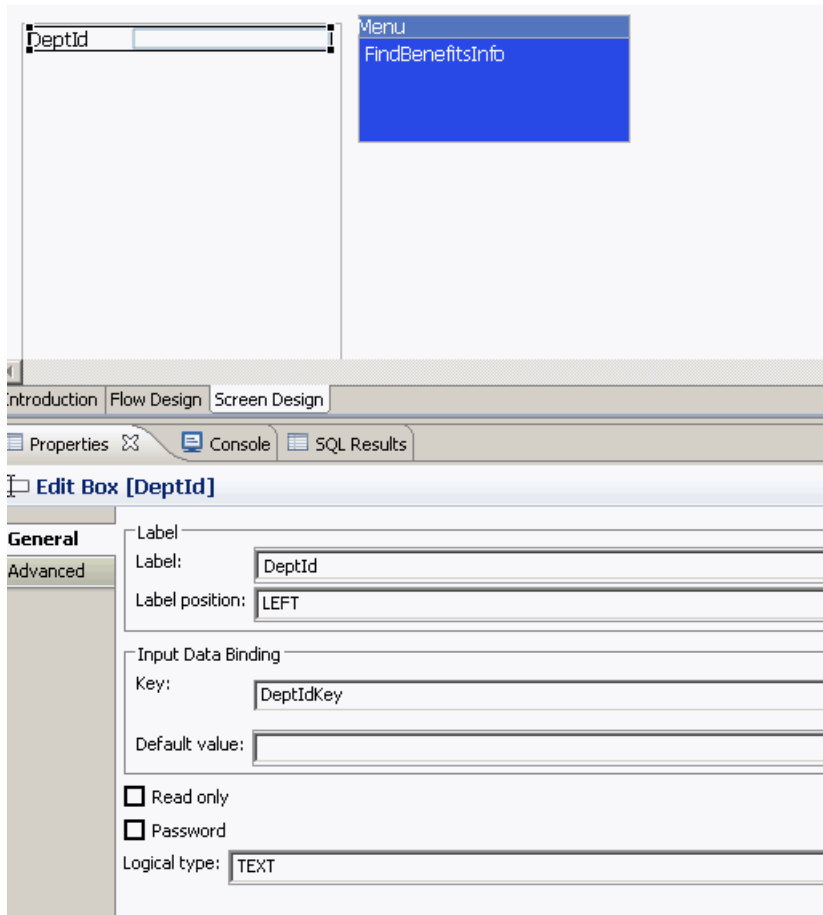 DeptId
Menu
FindBenefitsInfo
Introduction Flow Design Screen Design
Properties Console SQL Results
Edit Box [DeptId]
General
Advanced
Label
Label: DeptId
Label position: LEFT
Input Data Binding
Key: DeptIdKey
Default value:
Read only
Password
Logical type: TEXT